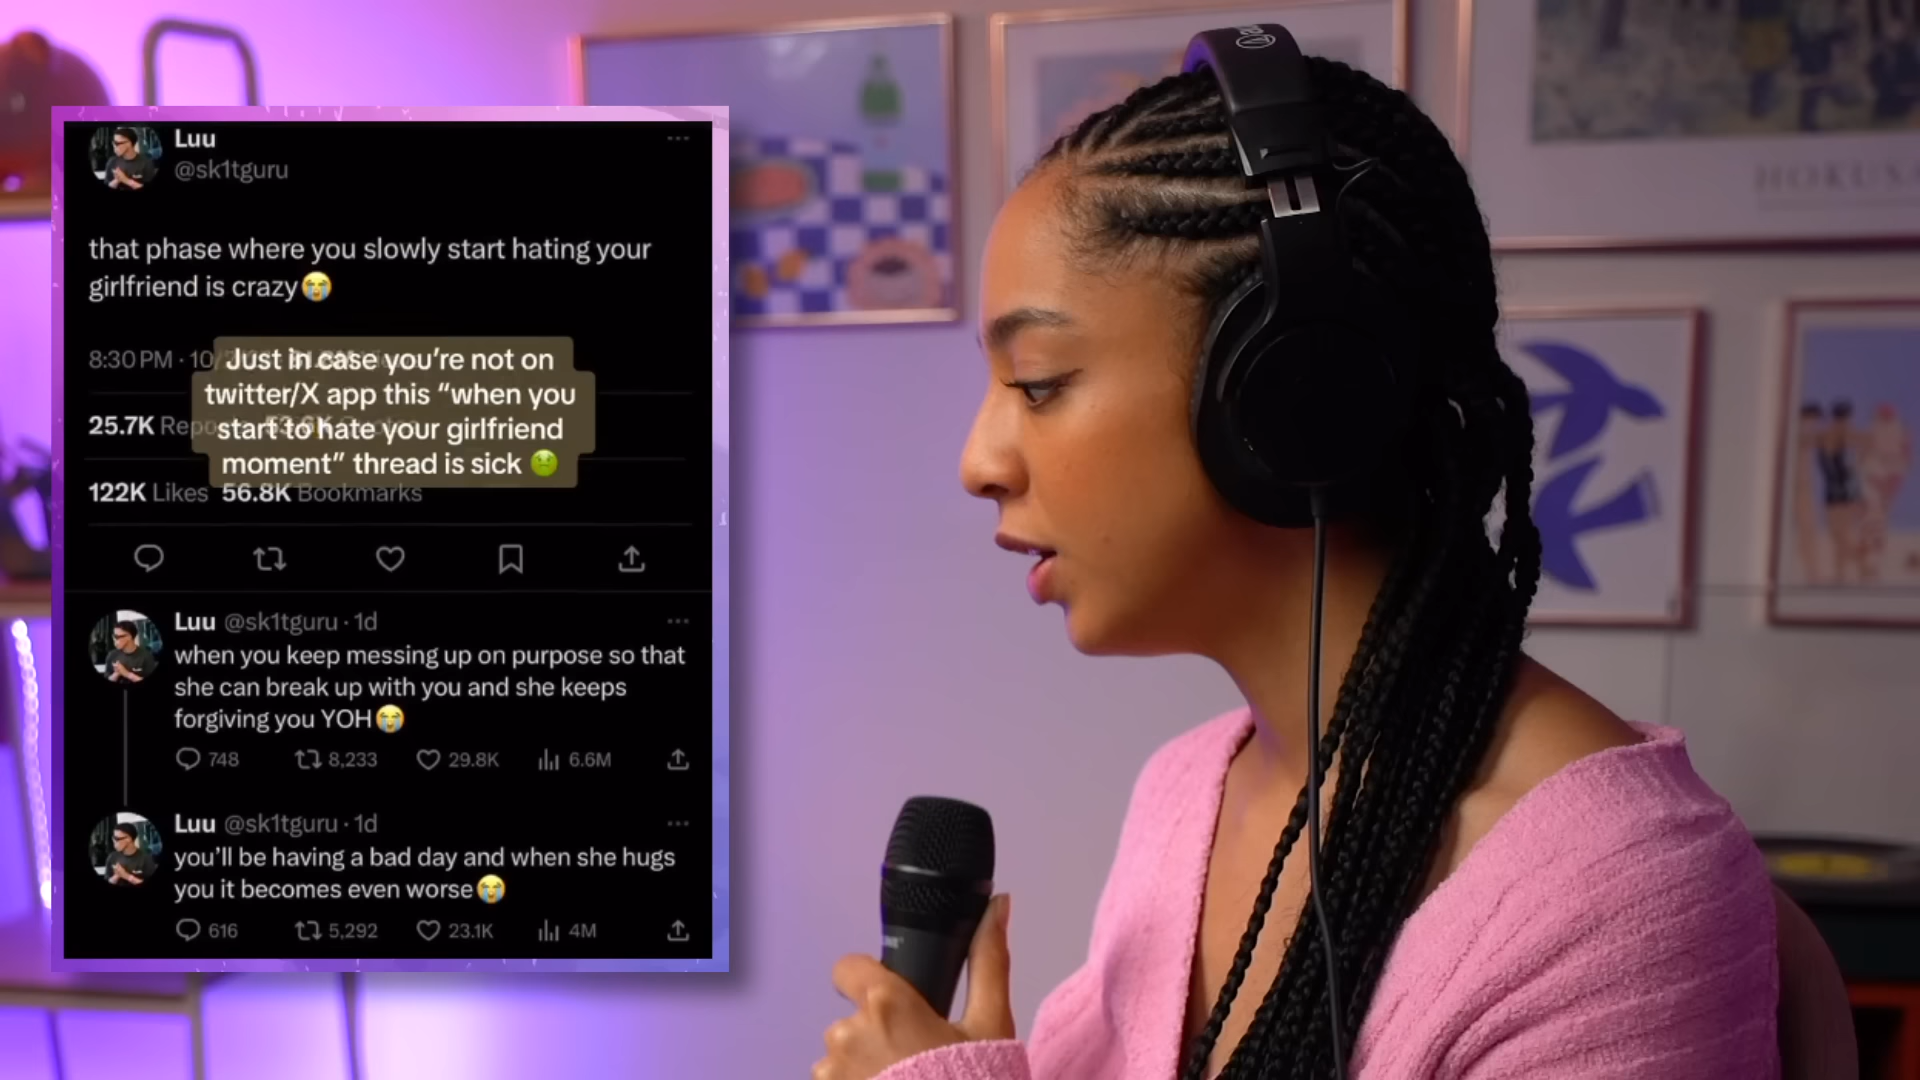 Luu
@sk1tguru
that phase where you slowly start hating your
girlfriend is crazy😭
8:30 PM · 10/
Just in case you’re not on
twitter/X app this “when you
start to hate your girlfriend
moment” thread is sick 🤢
25.7K
122K Likes 56.8K Bookmarks
Luu @sk1tguru · 1d
when you keep messing up on purpose so that
she can break up with you and she keeps
forgiving you YOH😭
748 8,233 29.8K 6.6M
Luu @sk1tguru · 1d
you’ll be having a bad day and when she hugs
you it becomes even worse😭
616 5,292 23.1K 4M